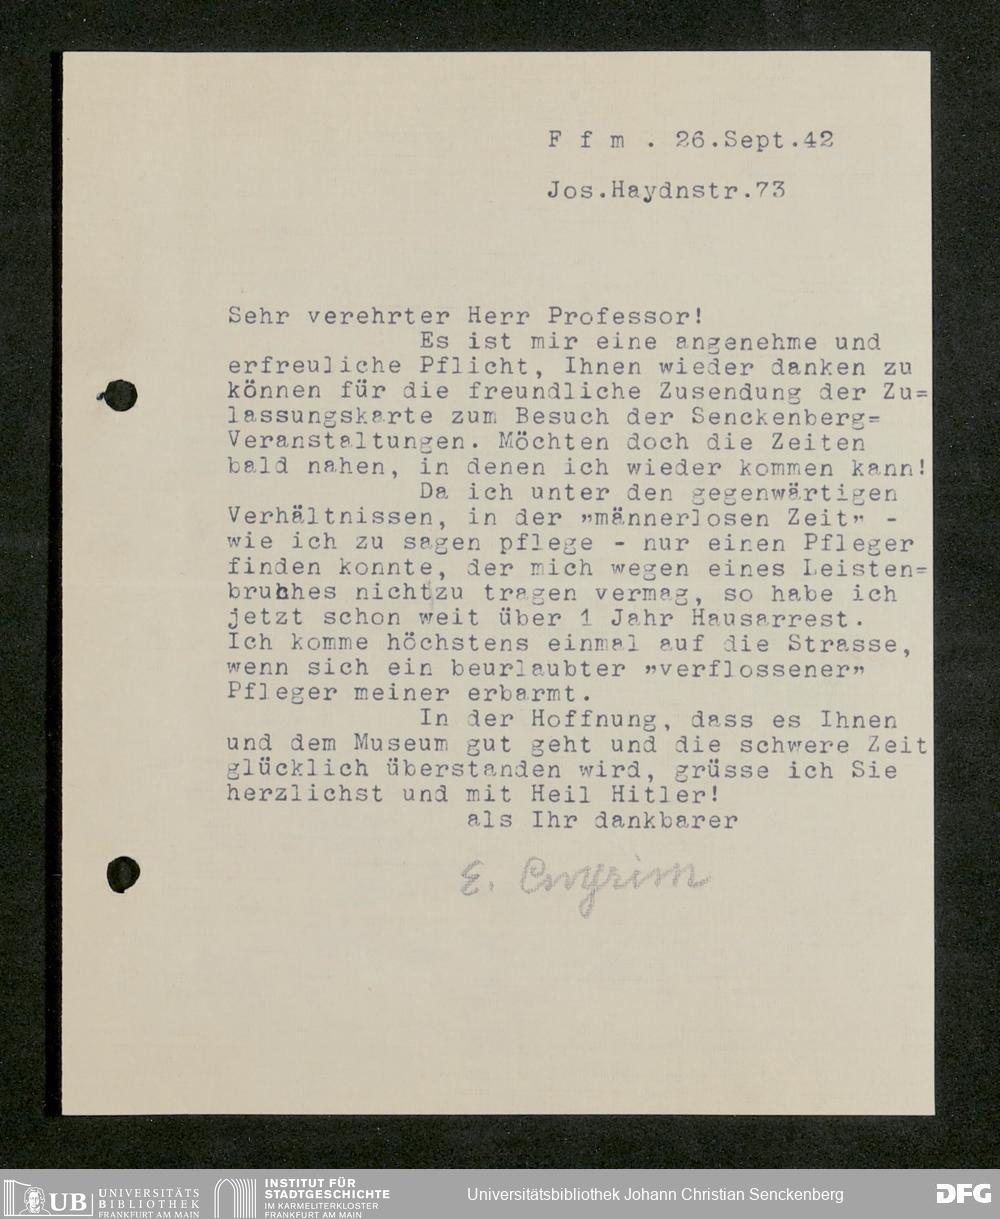 F f m . 26.Sept.42
Jos.Haydnstr.73
Sehr verehrter Herr Professor!
Es ist mir eine angenehme und
erfreuliche Pflicht, Ihnen wieder danken zu
können für die freundliche Zusendung der Zu=
lassungskarte zum Besuch der Senckenberg=
Veranstaltungen. Möchten doch die Zeiten
bald nahen, in denen ich wieder kommen kann!
Da ich unter den gegenwärtigen
Verhältnissen, in der „männerlosen Zeit” -
wie ich zu sagen pflege - nur einen Pfleger
finden konnte, der mich wegen eines Leisten=
bruhhes nicht zu tragen vermag, so habe ich
jetzt schon weit über 1 Jahr Hausarrest.
Ich komme höchstens einmal auf die Strasse,
wenn sich ein beurlaubter „verflossener”
Pfleger meiner erbarmt.
In der Hoffnung, dass es Ihnen
und dem Museum gut geht und die schwere Zeit
glücklich überstanden wird, grüsse ich Sie
herzlichst und mit Heil Hitler!
als Ihr dankbarer
E.
UB UNIVERSITÄTS
BIBLIOTHEK
FRANKFURT AM MAIN
INSTITUT FÜR
STADTGESCHICHTE
IM KARMELITERKLOSTER
FRANKFURT AM MAIN
Universitätsbibliothek Johann Christian Senckenberg
DFG